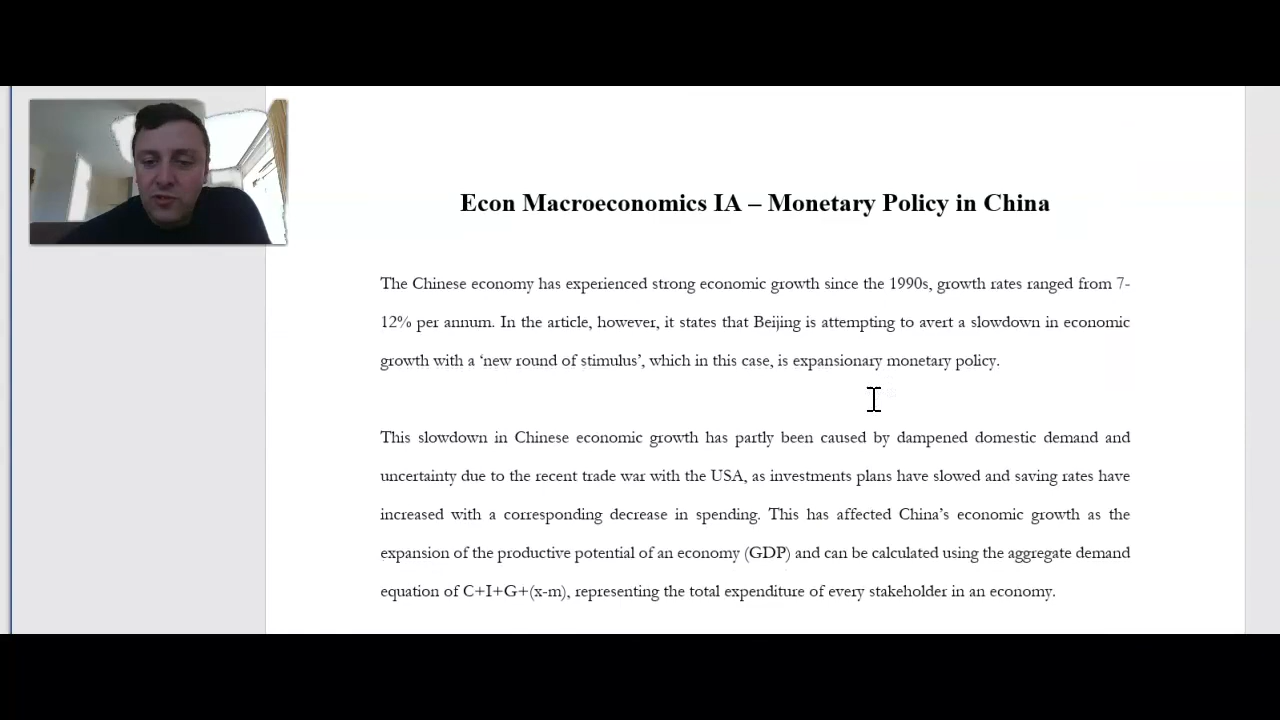 Econ Macroeconomics IA – Monetary Policy in China
The Chinese economy has experienced strong economic growth since the 1990s, growth rates ranged from 7-
12% per annum. In the article, however, it states that Beijing is attempting to avert a slowdown in economic
growth with a ‘new round of stimulus’, which in this case, is expansionary monetary policy.
This slowdown in Chinese economic growth has partly been caused by dampened domestic demand and
uncertainty due to the recent trade war with the USA, as investments plans have slowed and saving rates have
increased with a corresponding decrease in spending. This has affected China’s economic growth as the
expansion of the productive potential of an economy (GDP) and can be calculated using the aggregate demand
equation of C+I+G+(x-m), representing the total expenditure of every stakeholder in an economy.